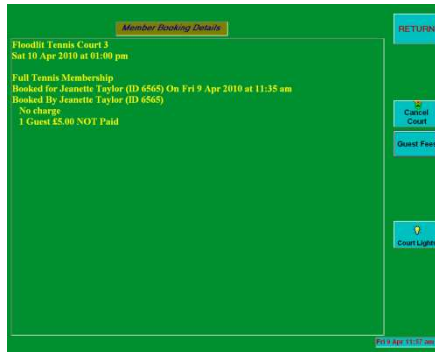 Member Booking Details
RETURN
Floodlit Tennis Court 3
Sat 10 Apr 2010 at 01:00 pm
Full Tennis Membership
Booked for Jeanette Taylor (ID 6565) On Fri 9 Apr 2010 at 11:35 am
Booked By Jeanette Taylor (ID 6565)
No charge
1 Guest £5.00 NOT Paid
Cancel
Court
Guest Fees
Court Lights
Fri 9 Apr 11:37 am